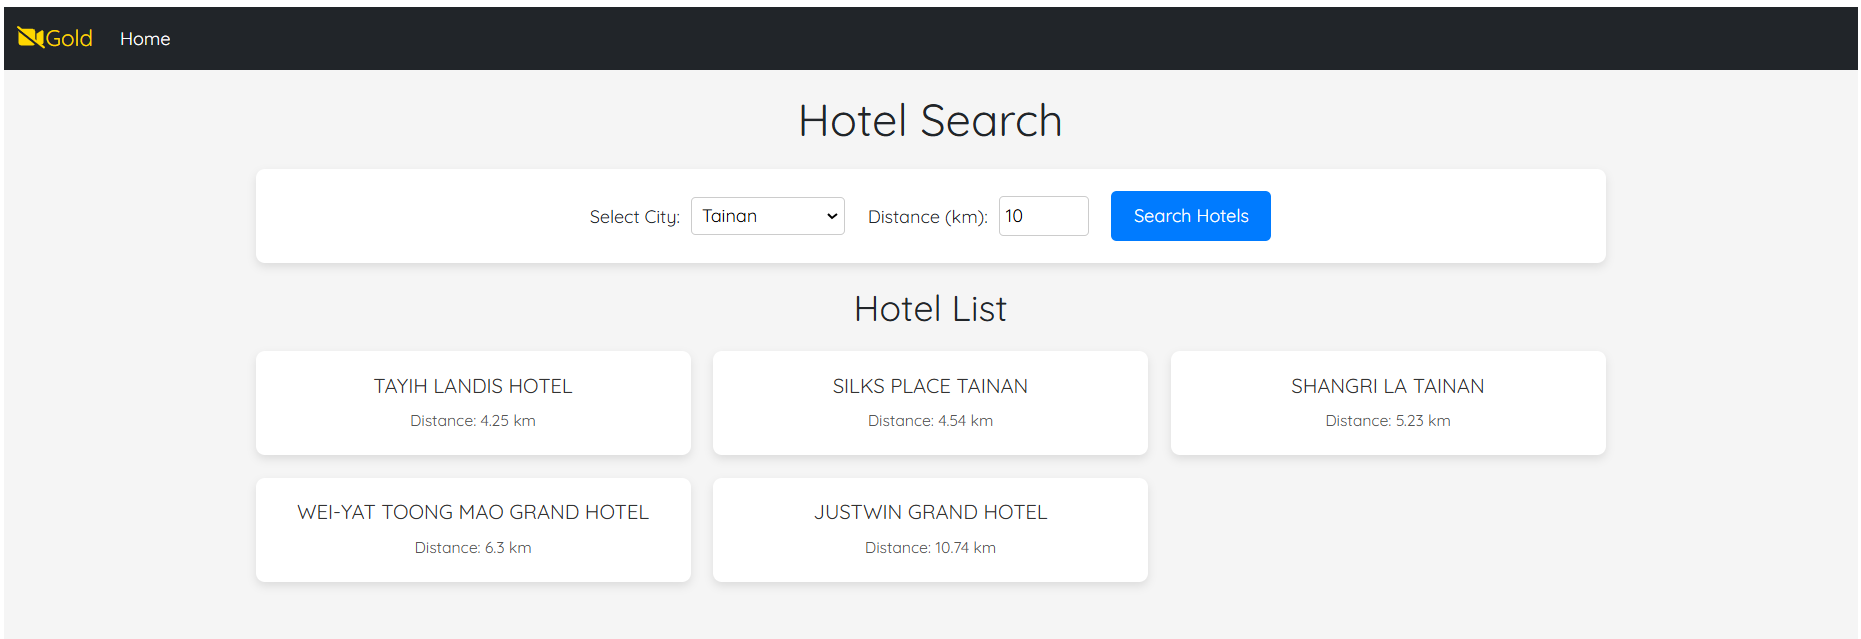 Gold Home
Hotel Search
Select City: Tainan Distance (km): 10 Search Hotels
Hotel List
TAYIH LANDIS HOTEL
Distance: 4.25 km
SILKS PLACE TAINAN
Distance: 4.54 km
SHANGRI LA TAINAN
Distance: 5.23 km
WEI-YAT TOONG MAO GRAND HOTEL
Distance: 6.3 km
JUSTWIN GRAND HOTEL
Distance: 10.74 km